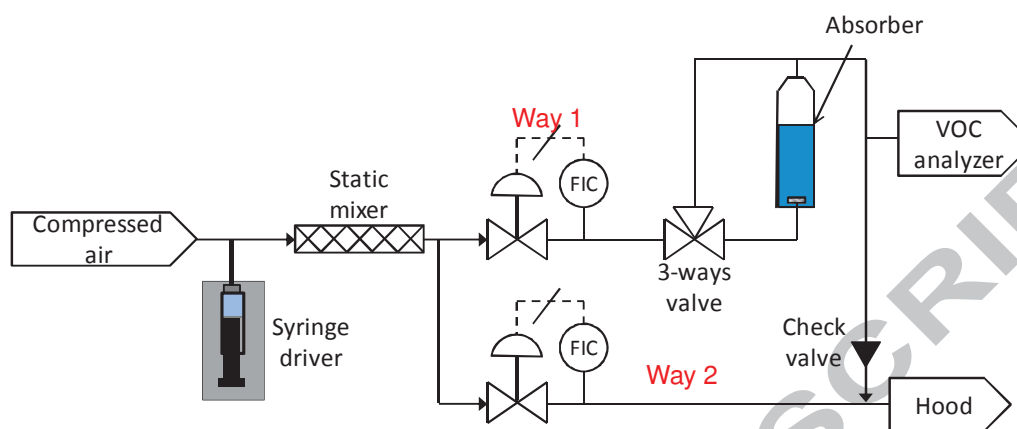 Absorber
Way 1
VOC
analyzer
Static
mixer
FIC
Compressed
air
3-ways
valve
Syringe
driver
Check
valve
FIC
Way 2
Hood